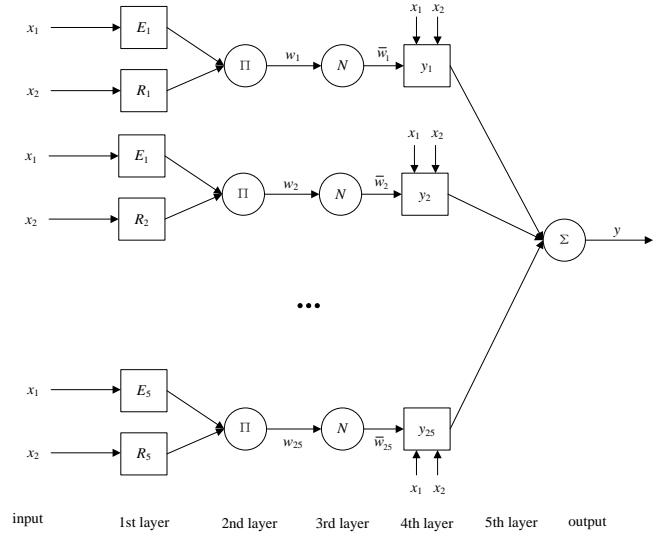 x₁ x₂
x₁ E₁
Π w₁ N w̅₁ y₁
x₂ R₁
x₁ x₂
x₁ E₁
Π w₂ N w̅₂ y₂
x₂ R₂
Σ y
...
x₁ E₅
Π w₂₅ N w̅₂₅ y₂₅
x₂ R₅
x₁ x₂
input 1st layer 2nd layer 3rd layer 4th layer 5th layer output